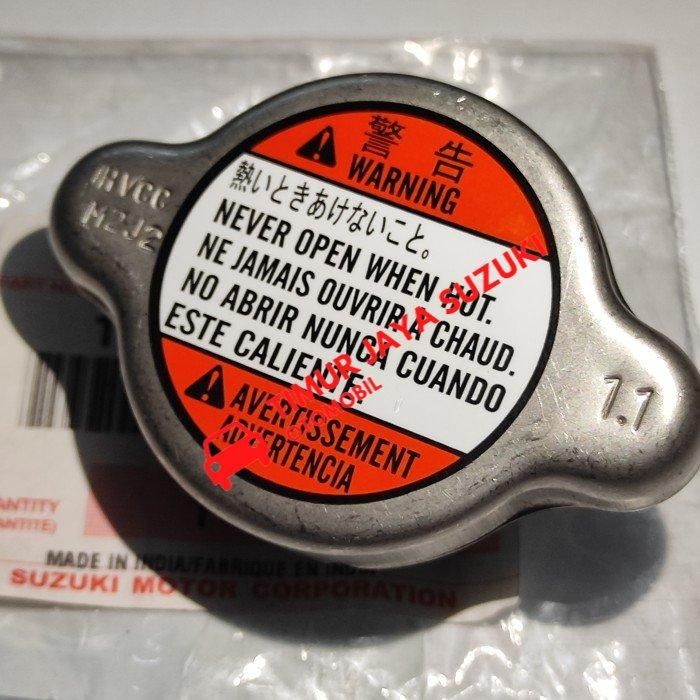 警告
WARNING
熱いときあけないこと。
NEVER OPEN WHEN HOT.
NE JAMAIS OUVRIR A CHAUD.
NO ABRIR NUNCA CUANDO
ESTE CALIENTE.
AVERTISSEMENT
ADVERTENCIA
1.1
M2J2
TIMUR JAYA SUZUKI
OTOMOBIL
MADE IN INDIA/FABRIQUE EN INDE
SUZUKI MOTOR CORPORATION